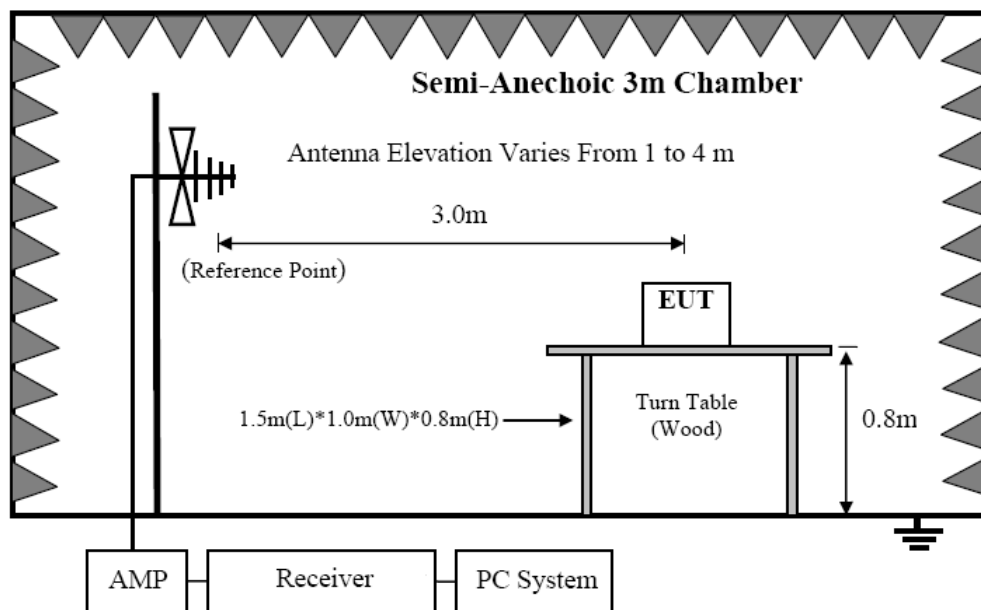 Semi-Anechoic 3m Chamber
Antenna Elevation Varies From 1 to 4 m
3.0m
(Reference Point)
EUT
1.5m(L)*1.0m(W)*0.8m(H)
Turn Table
(Wood)
0.8m
AMP
Receiver
PC System